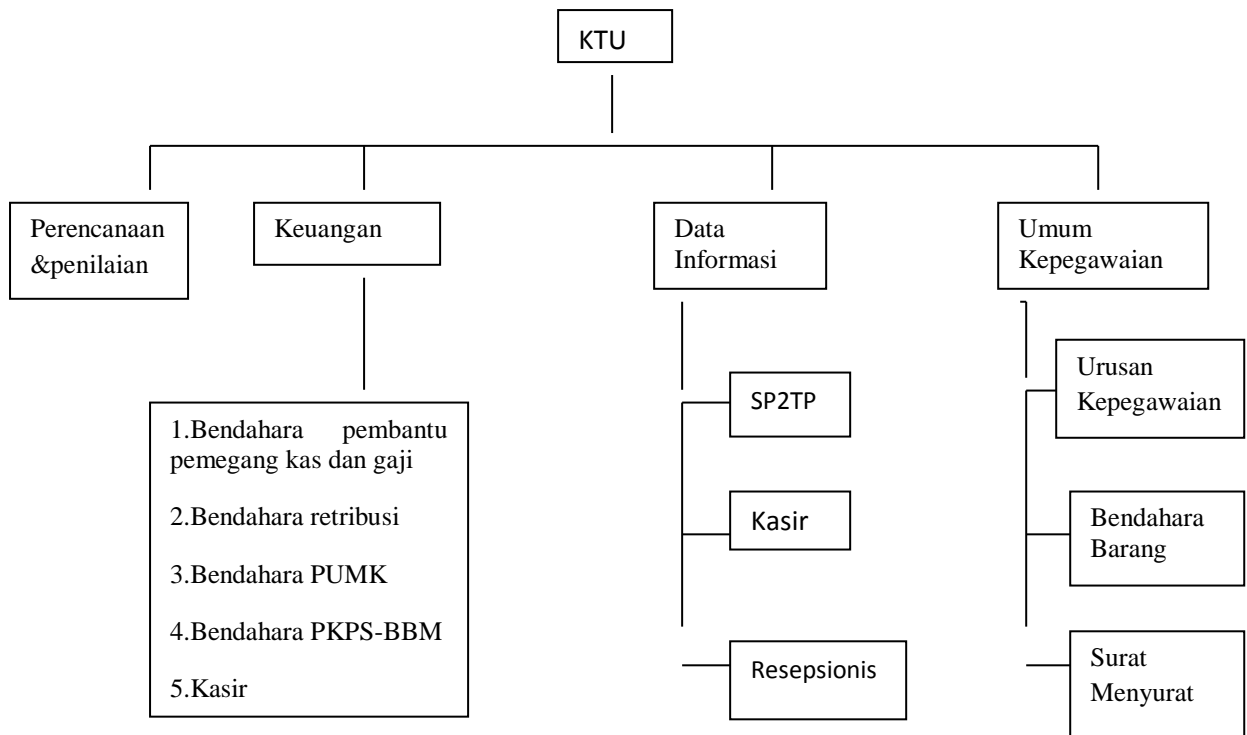 KTU
Perencanaan
&penilaian
Keuangan
Data
Informasi
Umum
Kepegawaian
1.Bendahara pembantu
pemegang kas dan gaji
2.Bendahara retribusi
3.Bendahara PUMK
4.Bendahara PKPS-BBM
5.Kasir
SP2TP
Kasir
Resepsionis
Urusan
Kepegawaian
Bendahara
Barang
Surat
Menyurat